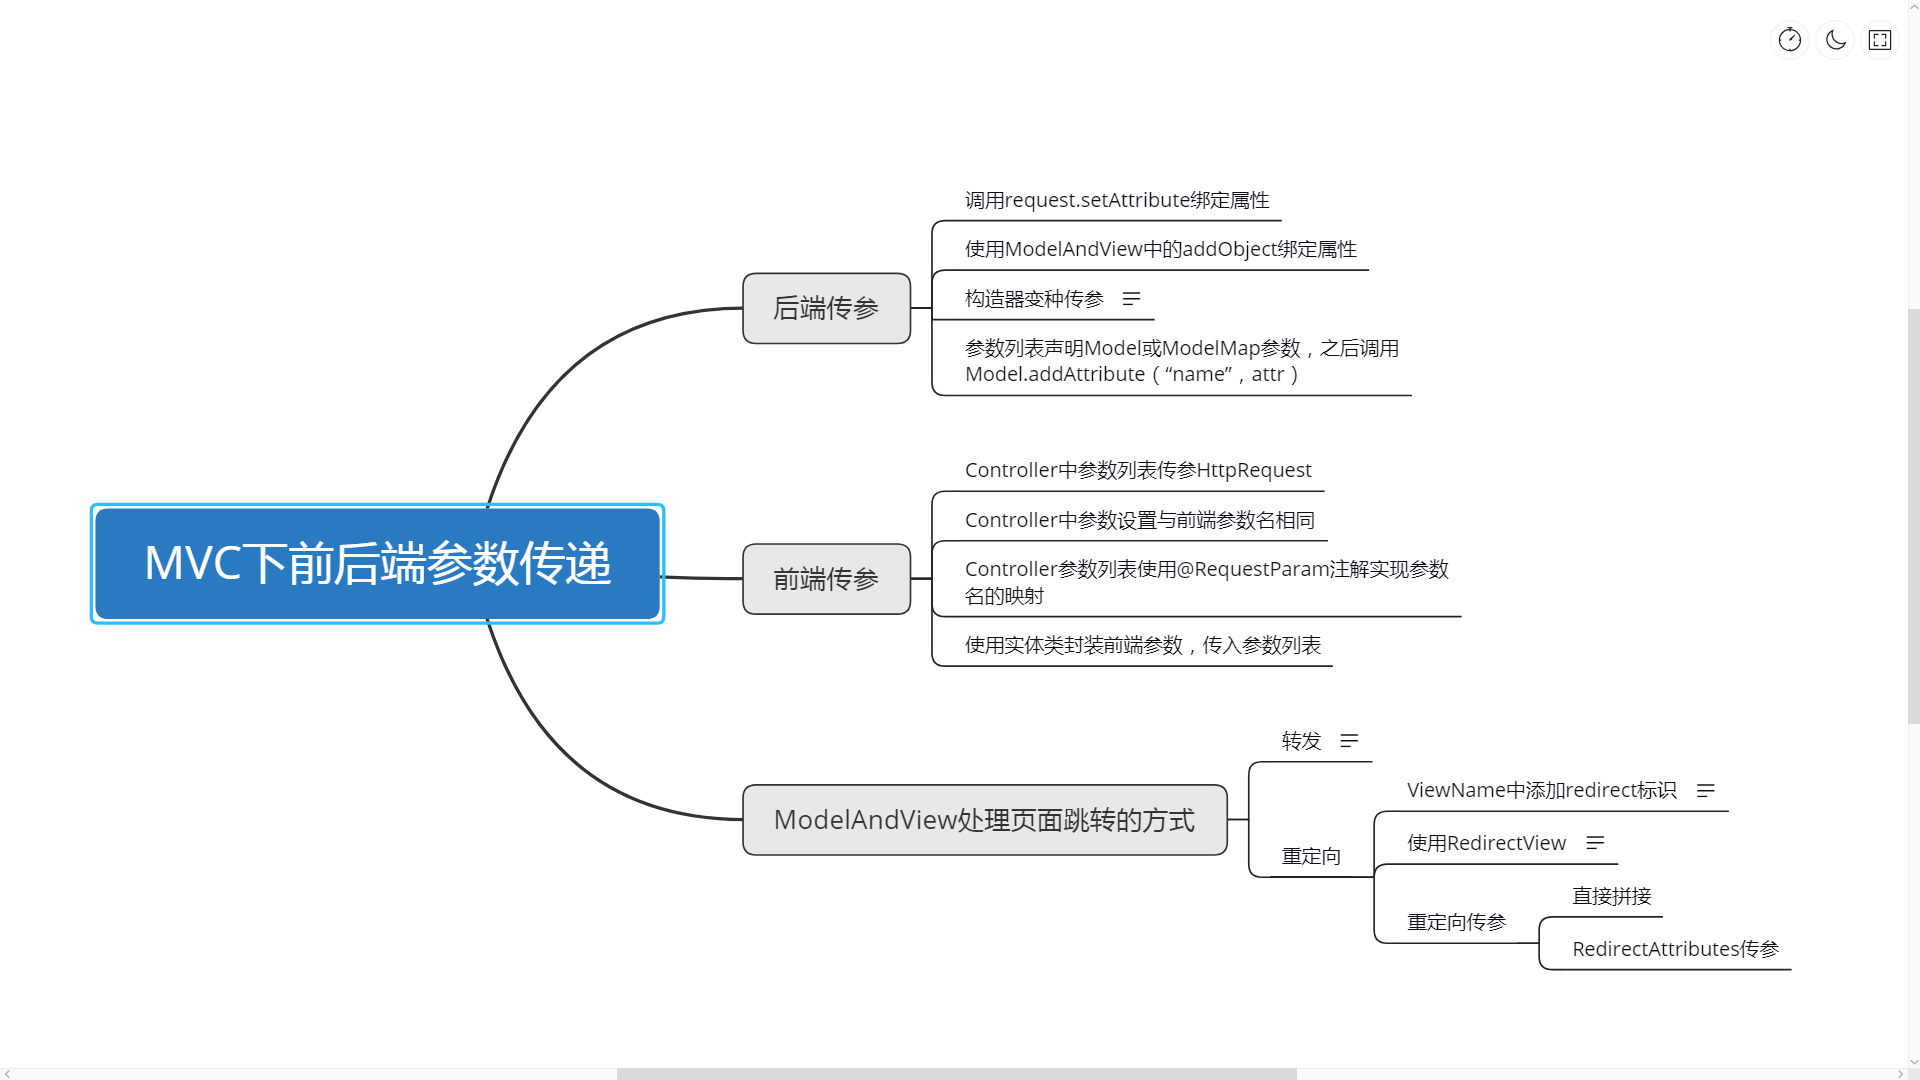 MVC下前后端参数传递
后端传参
调用request.setAttribute绑定属性
使用ModelAndView中的addObject绑定属性
构造器变种传参
参数列表声明Model或ModelMap参数，之后调用
Model.addAttribute（“name”，attr）
前端传参
Controller中参数列表传参HttpRequest
Controller中参数设置与前端参数名相同
Controller参数列表使用@RequestParam注解实现参数
名的映射
使用实体类封装前端参数，传入参数列表
ModelAndView处理页面跳转的方式
转发
重定向
ViewName中添加redirect标识
使用RedirectView
重定向传参
直接拼接
RedirectAttributes传参